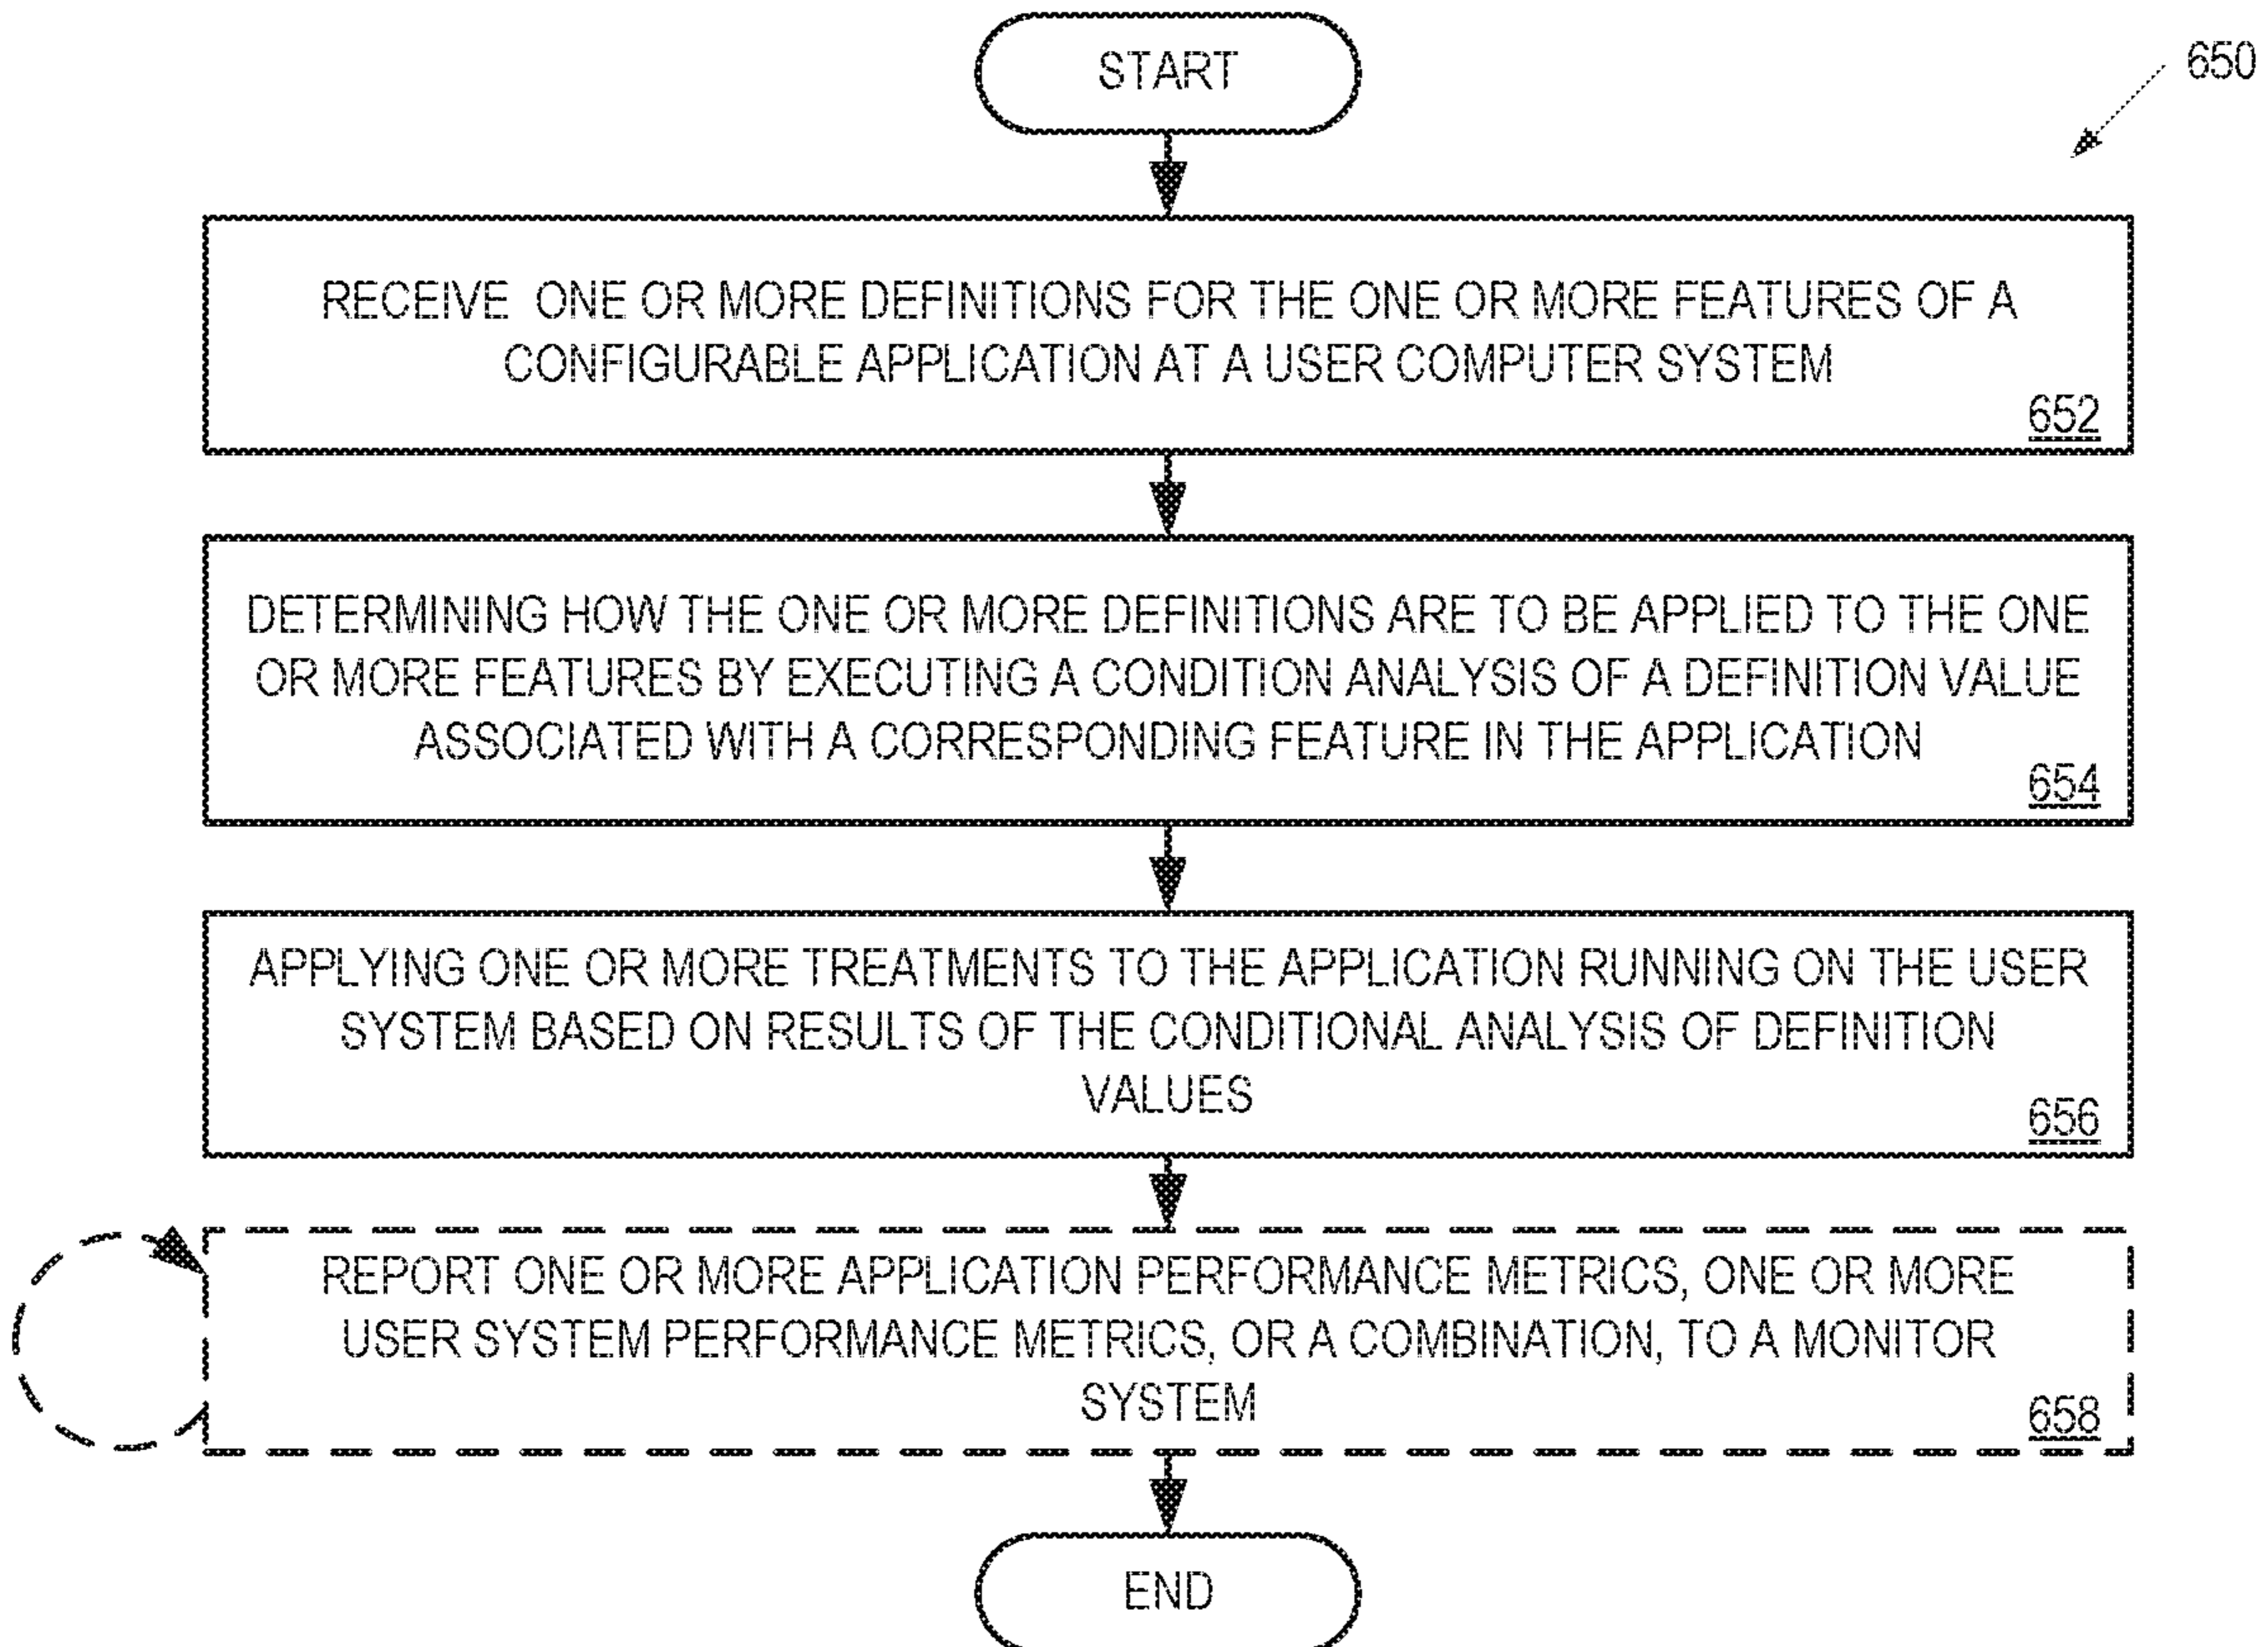 START
650
RECEIVE ONE OR MORE DEFINITIONS FOR THE ONE OR MORE FEATURES OF A
CONFIGURABLE APPLICATION AT A USER COMPUTER SYSTEM
652
DETERMINING HOW THE ONE OR MORE DEFINITIONS ARE TO BE APPLIED TO THE ONE
OR MORE FEATURES BY EXECUTING A CONDITION ANALYSIS OF A DEFINITION VALUE
ASSOCIATED WITH A CORRESPONDING FEATURE IN THE APPLICATION
654
APPLYING ONE OR MORE TREATMENTS TO THE APPLICATION RUNNING ON THE USER
SYSTEM BASED ON RESULTS OF THE CONDITIONAL ANALYSIS OF DEFINITION
VALUES
656
REPORT ONE OR MORE APPLICATION PERFORMANCE METRICS, ONE OR MORE
USER SYSTEM PERFORMANCE METRICS, OR A COMBINATION, TO A MONITOR
SYSTEM
658
END